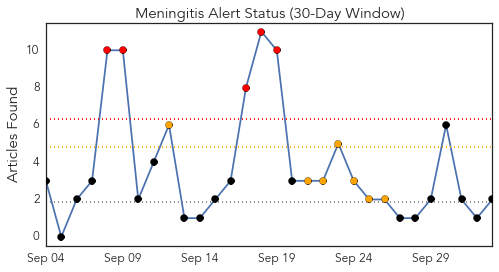 Meningitis Alert Status (30-Day Window)
Articles Found
10
8
6
4
2
0
Sep 04 Sep 09 Sep 14 Sep 19 Sep 24 Sep 29